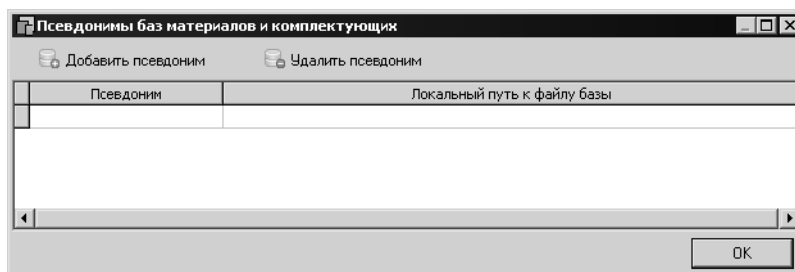 Псевдонимы баз материалов и комплектующих
Добавить псевдоним Удалить псевдоним
Псевдоним Локальный путь к файлу базы
OK